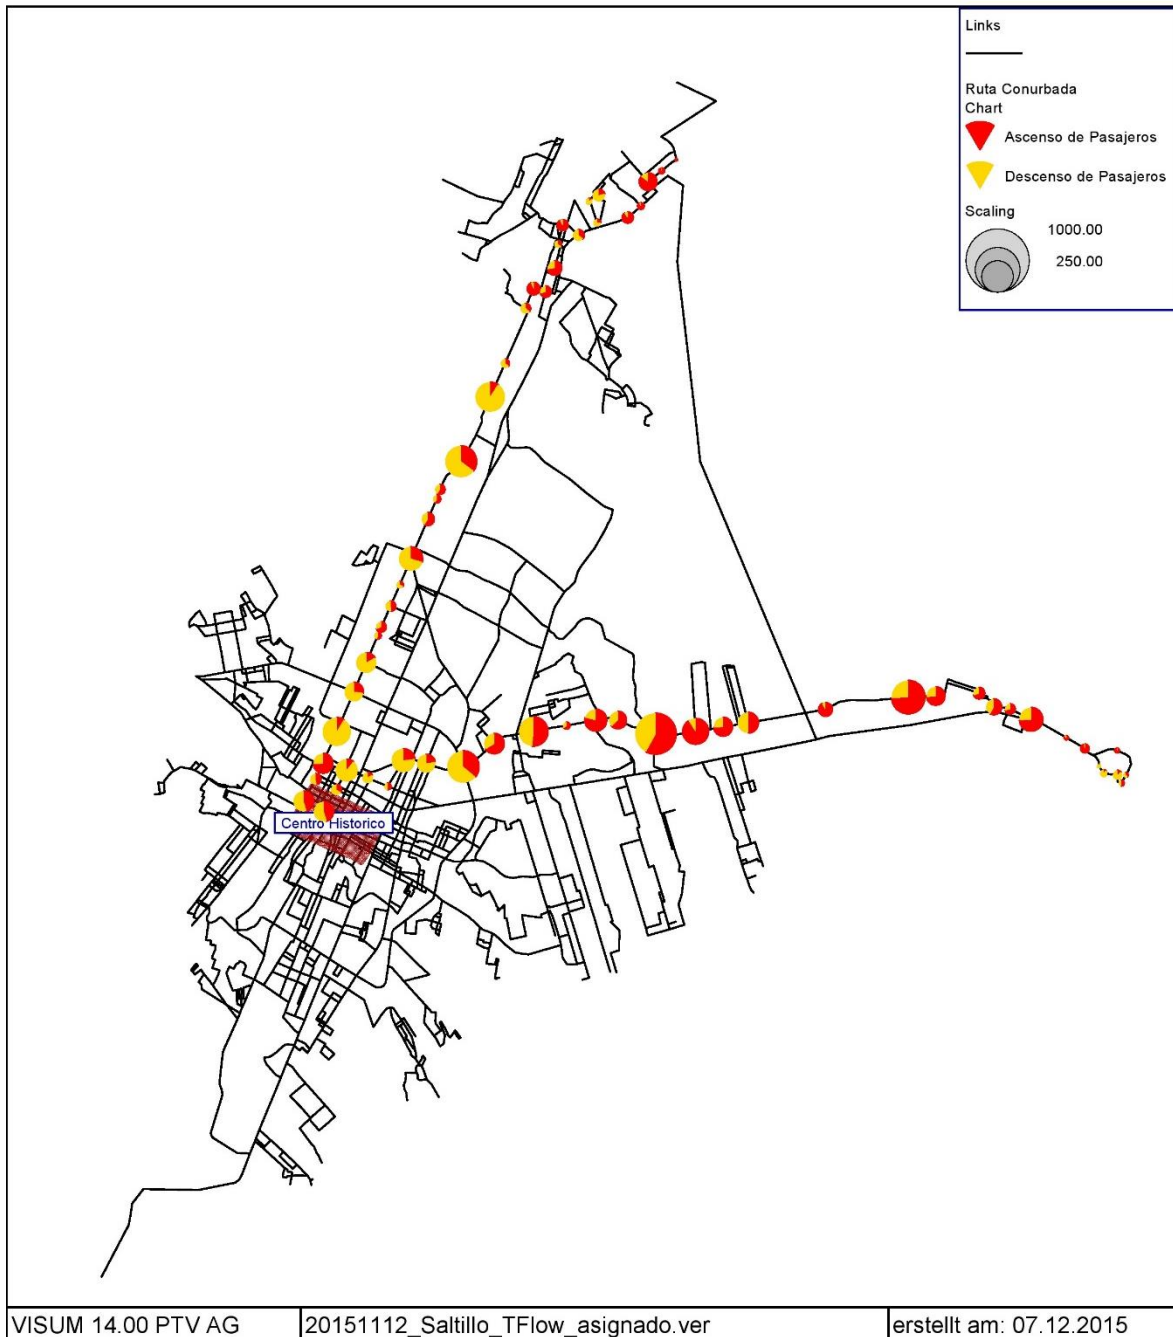 Links
Ruta Conurbada
Chart
Ascenso de Pasajeros
Descenso de Pasajeros
Scaling
1000.00
250.00
Centro Historico
VISUM 14.00 PTV AG
20151112_Saltillo_TFlow_asignado.ver
erstellt am: 07.12.2015